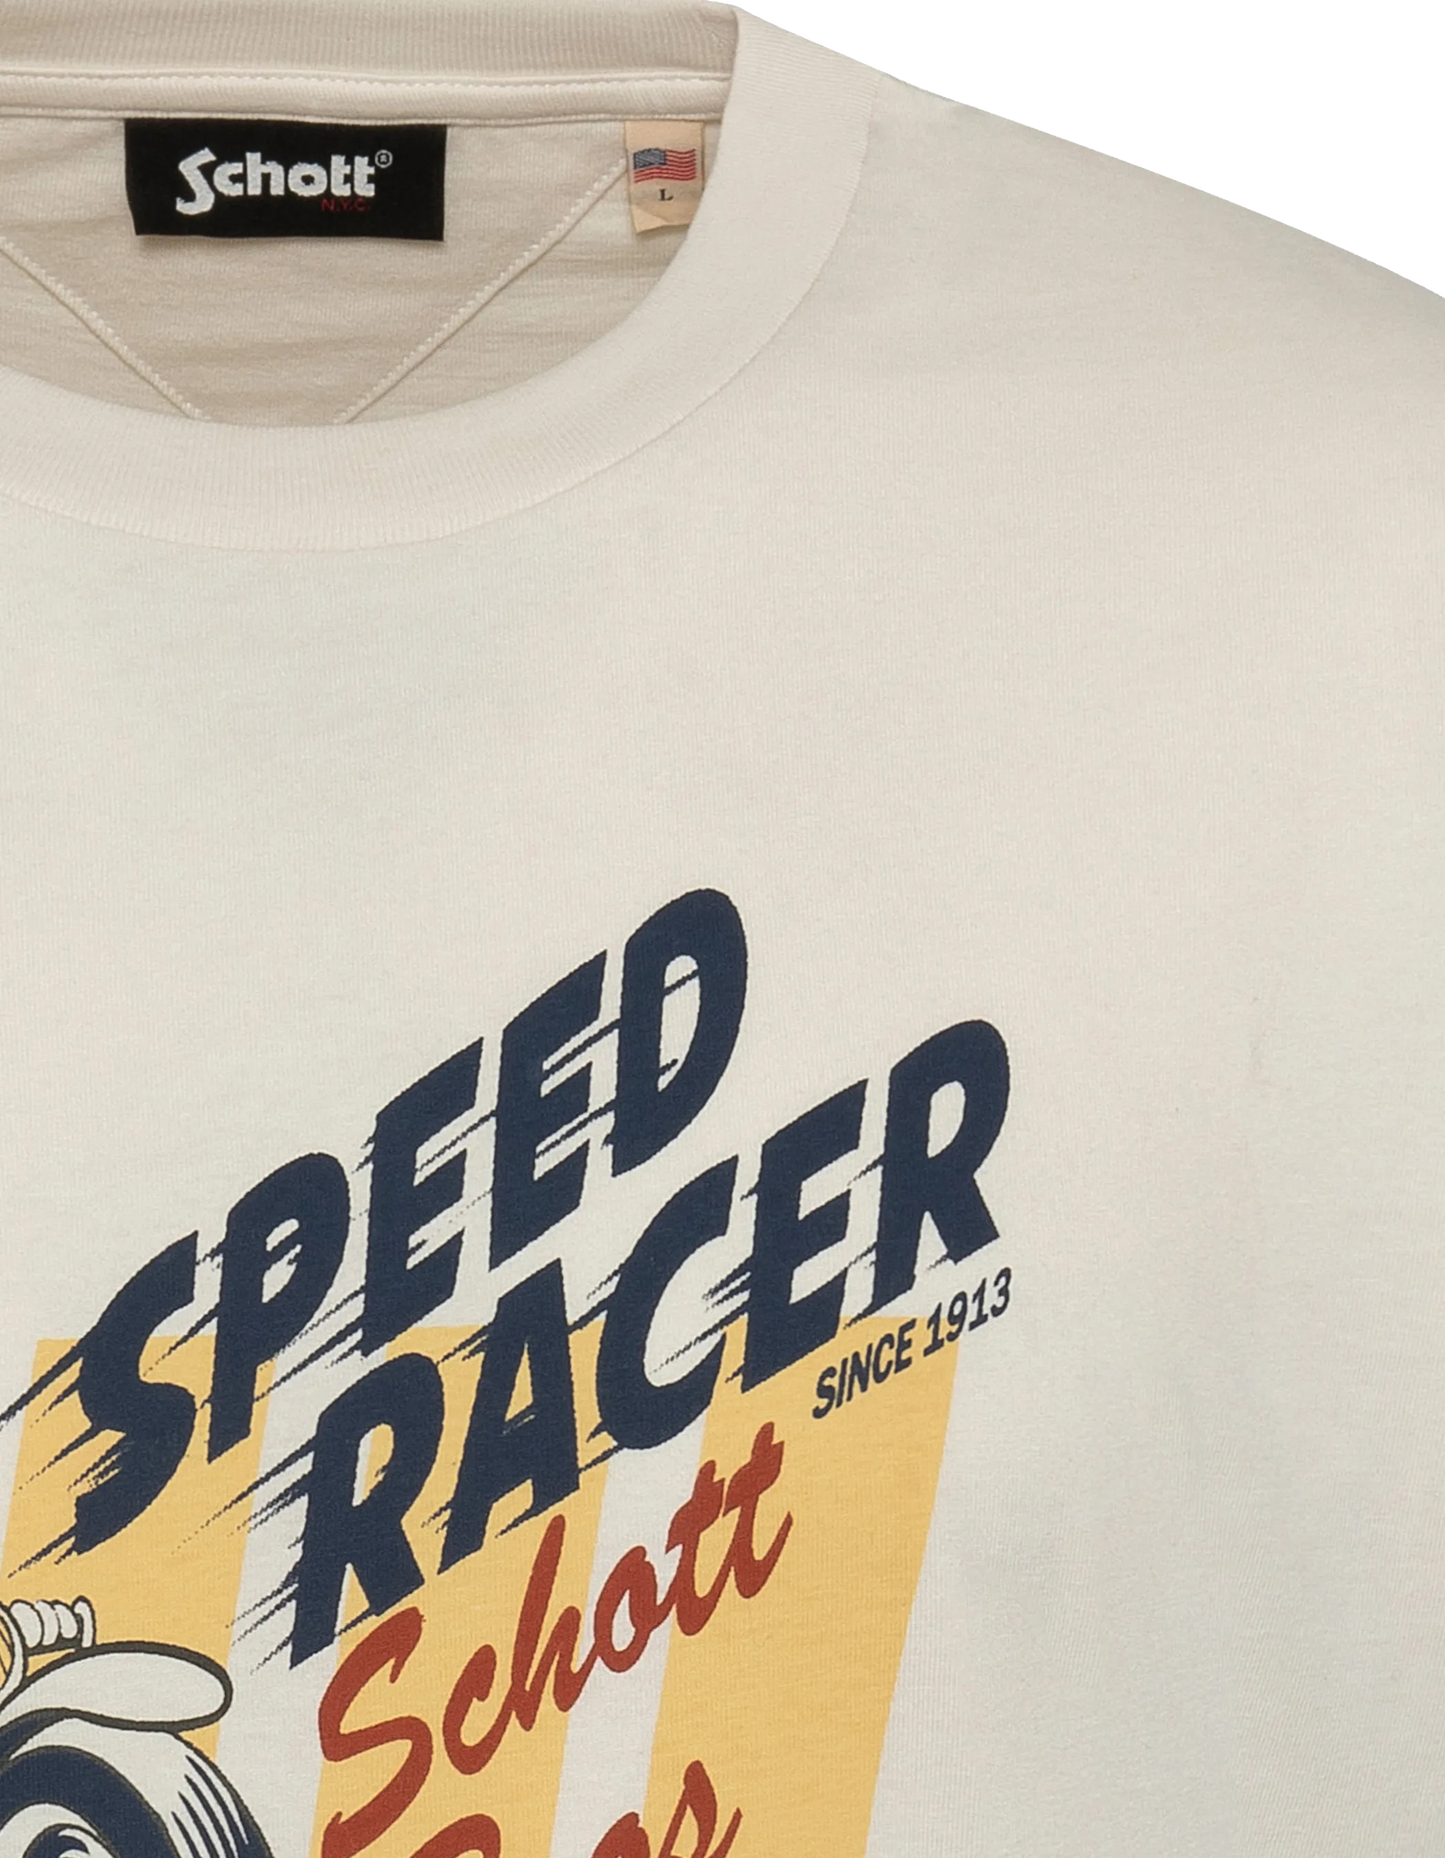 Schott®
N.Y.C.
L
SPEED
RACER
SINCE 1913
Schott